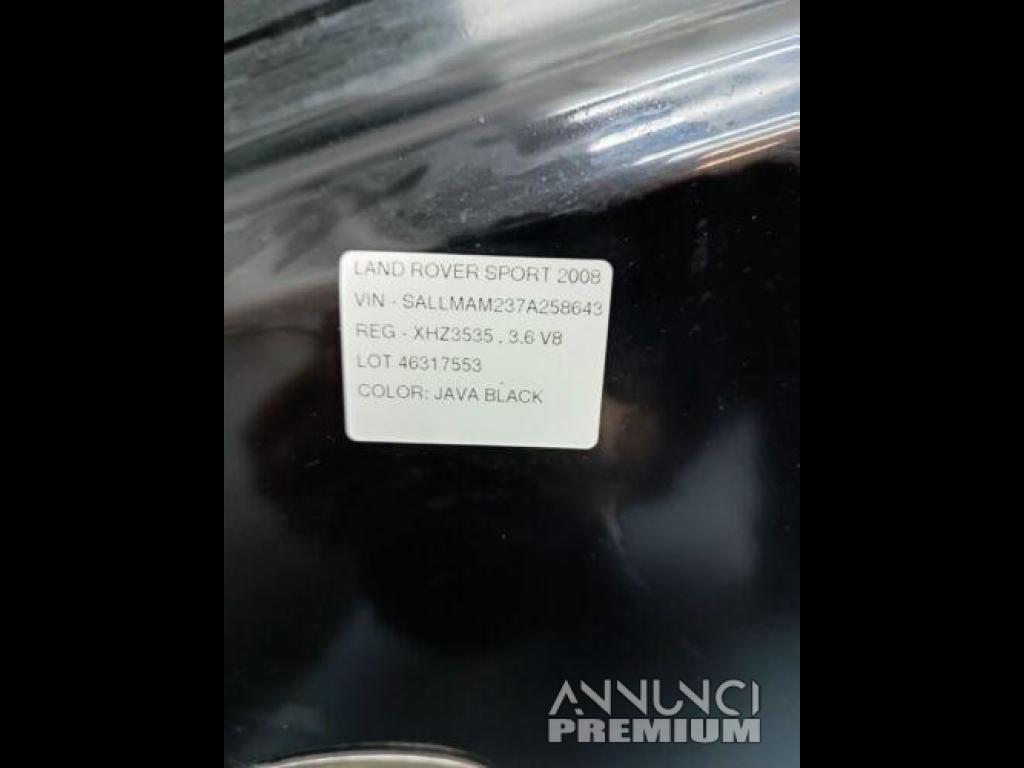 LAND ROVER SPORT 2008
VIN - SALLMAM237A258643
REG - XHZ3535 . 3.6 V8
LOT 46317553
COLOR: JAVA BLACK
ANNUNCI
PREMIUM